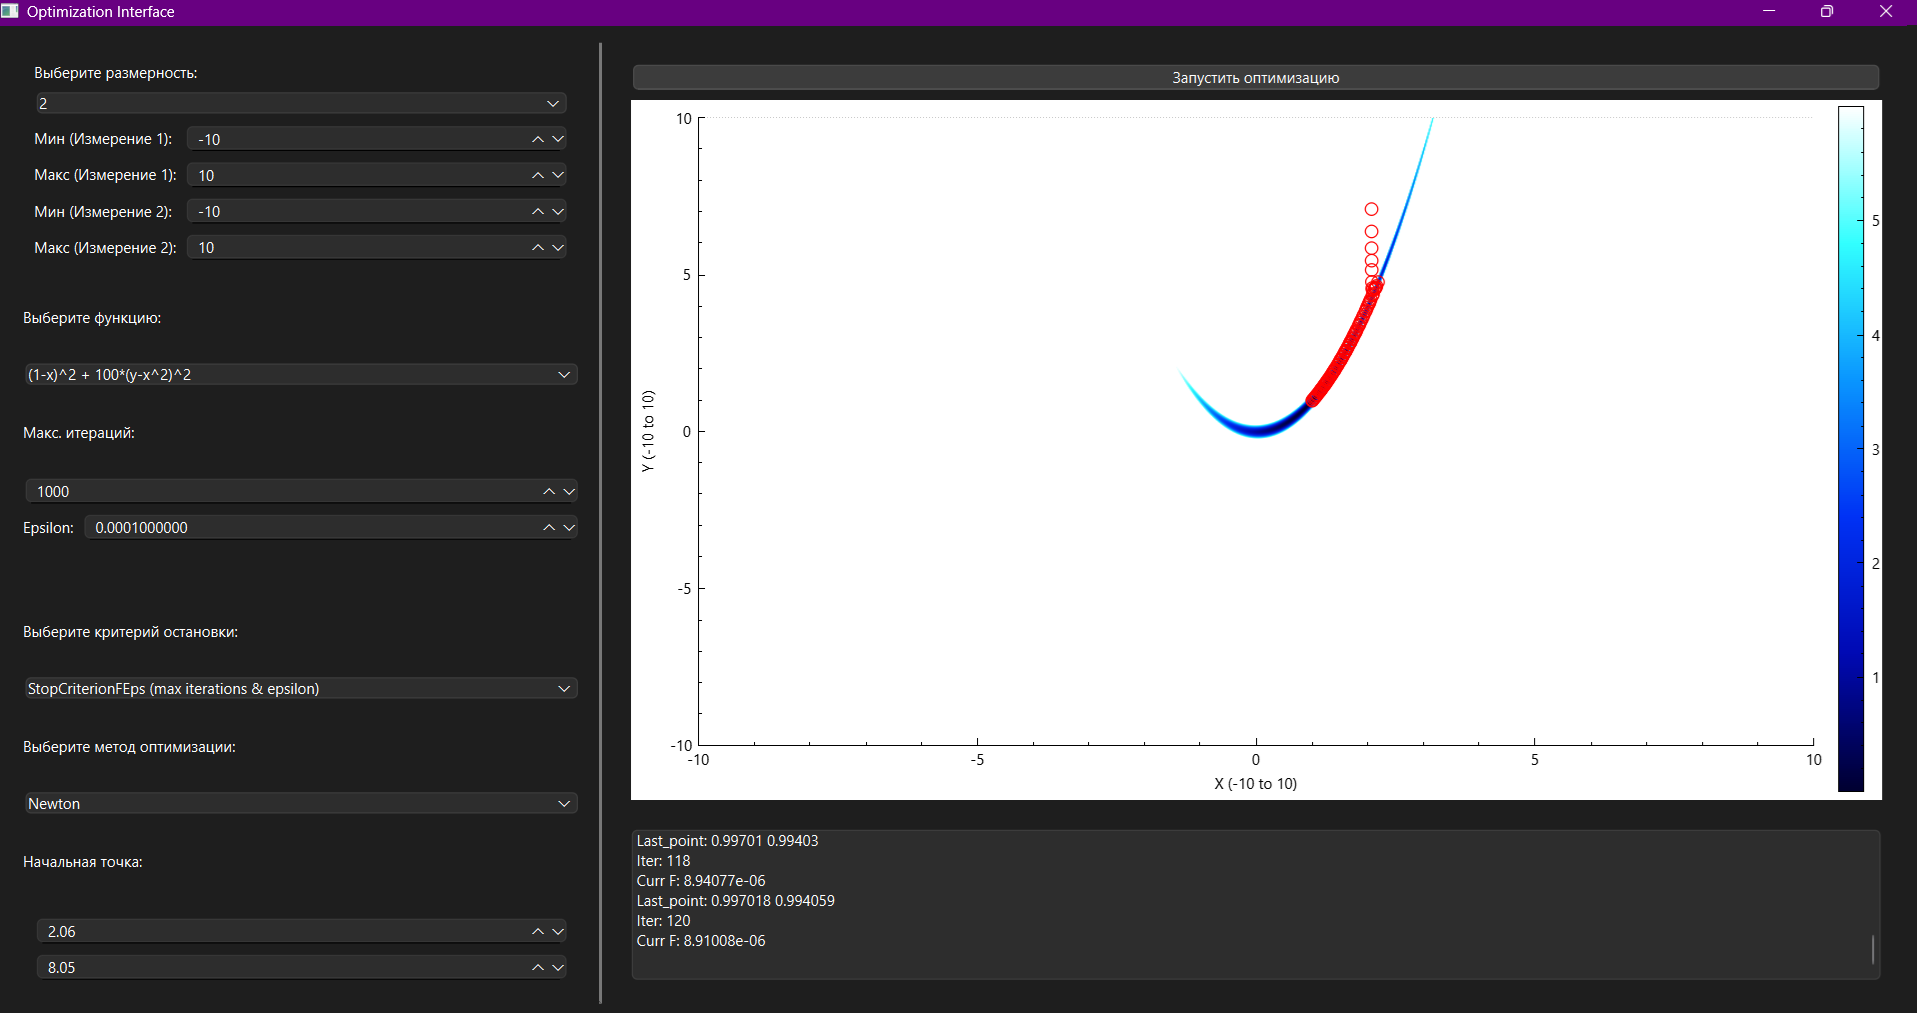 Optimization Interface
Выберите размерность:
2
Мин (Измерение 1): -10
Макс (Измерение 1): 10
Мин (Измерение 2): -10
Макс (Измерение 2): 10
Выберите функцию:
(1-x)^2 + 100*(y-x^2)^2
Макс. итераций:
1000
Epsilon: 0.0001000000
Выберите критерий остановки:
StopCriterionFEps (max iterations & epsilon)
Выберите метод оптимизации:
Newton
Начальная точка:
2.06
8.05
Запустить оптимизацию
10
5
0
-5
-10
Y (-10 to 10)
-10 -5 0 5 10
X (-10 to 10)
5
4
3
2
1
Last_point: 0.99701 0.99403
Iter: 118
Curr F: 8.94077e-06
Last_point: 0.997018 0.994059
Iter: 120
Curr F: 8.91008e-06